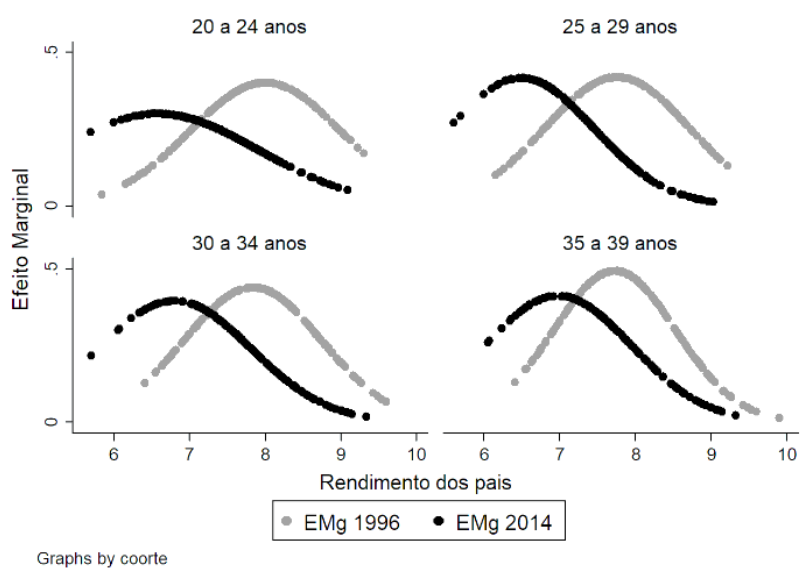 20 a 24 anos
25 a 29 anos
.5
0
30 a 34 anos
35 a 39 anos
.5
0
Efeito Marginal
6 7 8 9 10
6 7 8 9 10
Rendimento dos pais
EMg 1996 EMg 2014
Graphs by coorte